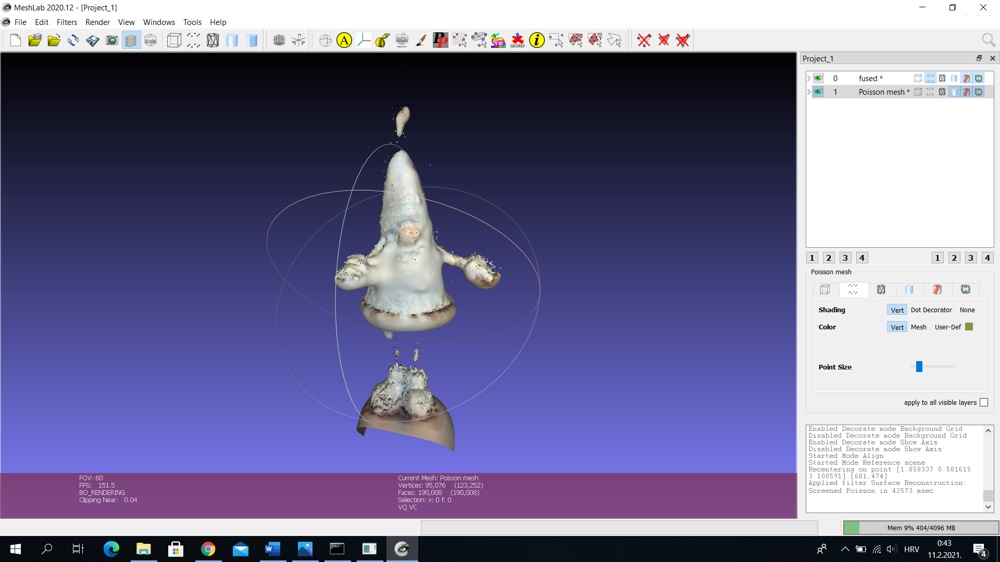 MeshLab 2020.12 - [Project_1]
File Edit Filters Render View Windows Tools Help
A
PP
GEOREF
i
Project_1
0 fused *
1 Poisson mesh *
1 2 3 4 1 2 3 4
Poisson mesh
Shading Vert Dot Decorator None
Color Vert Mesh User-Def
Point Size
apply to all visible layers
Enabled Decorate mode Background Grid
Disabled Decorate mode Background Grid
Enabled Decorate mode Show Axis
Disabled Decorate mode Show Axis
Started Mode Align
Started Mode Reference scene
Recentering on point [1.858337 0.581615
3.100591] [681,474]
Applied filter Surface Reconstruction:
Screened Poisson in 42573 msec
FOV: 60
FPS: 151.5
BO_RENDERING
Clipping Near: 0.04
Current Mesh: Poisson mesh
Vertices: 95,076 (123,252)
Faces: 190,008 (190,008)
Selection: v: 0 f: 0
VQ VC
Mem 9% 404/4096 MB
HRV
0:43
11.2.2021.
4